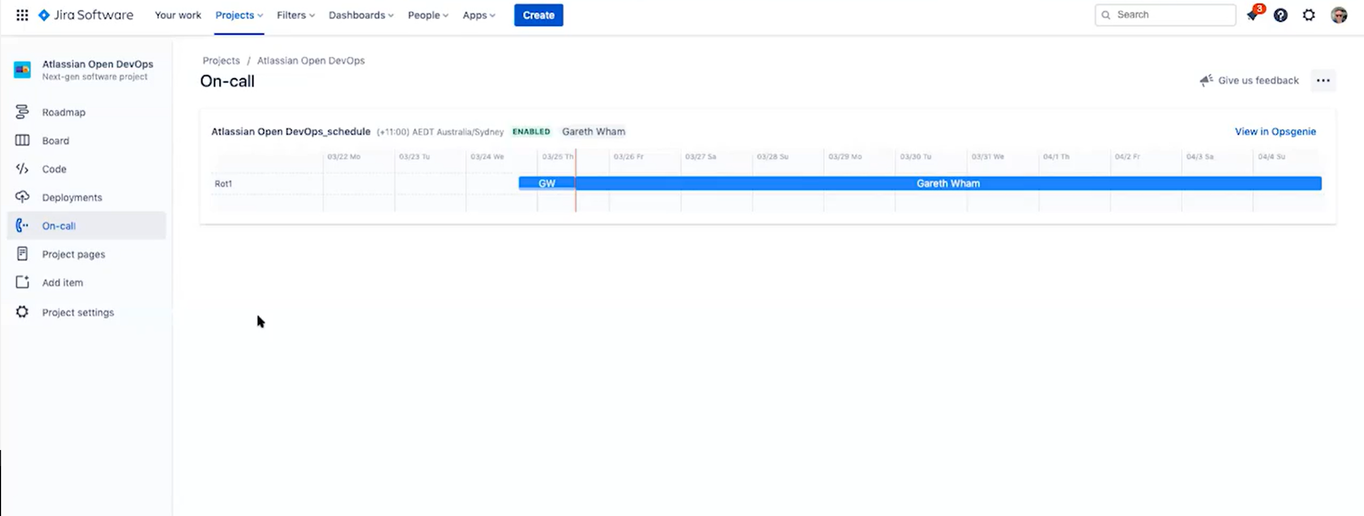 Jira Software Your work Projects Filters Dashboards People Apps Create Search 3
Atlassian Open DevOps
Next-gen software project
Roadmap
Board
Code
Deployments
On-call
Project pages
Add item
Project settings
Projects / Atlassian Open DevOps
On-call
Give us feedback
Atlassian Open DevOps_schedule (+11:00) AEDT Australia/Sydney ENABLED Gareth Wham View in Opsgenie
03/22 Mo 03/23 Tu 03/24 We 03/25 Th 03/26 Fr 03/27 Sa 03/28 Su 03/29 Mo 03/30 Tu 03/31 We 04/1 Th 04/2 Fr 04/3 Sa 04/4 Su
Rot1 GW Gareth Wham